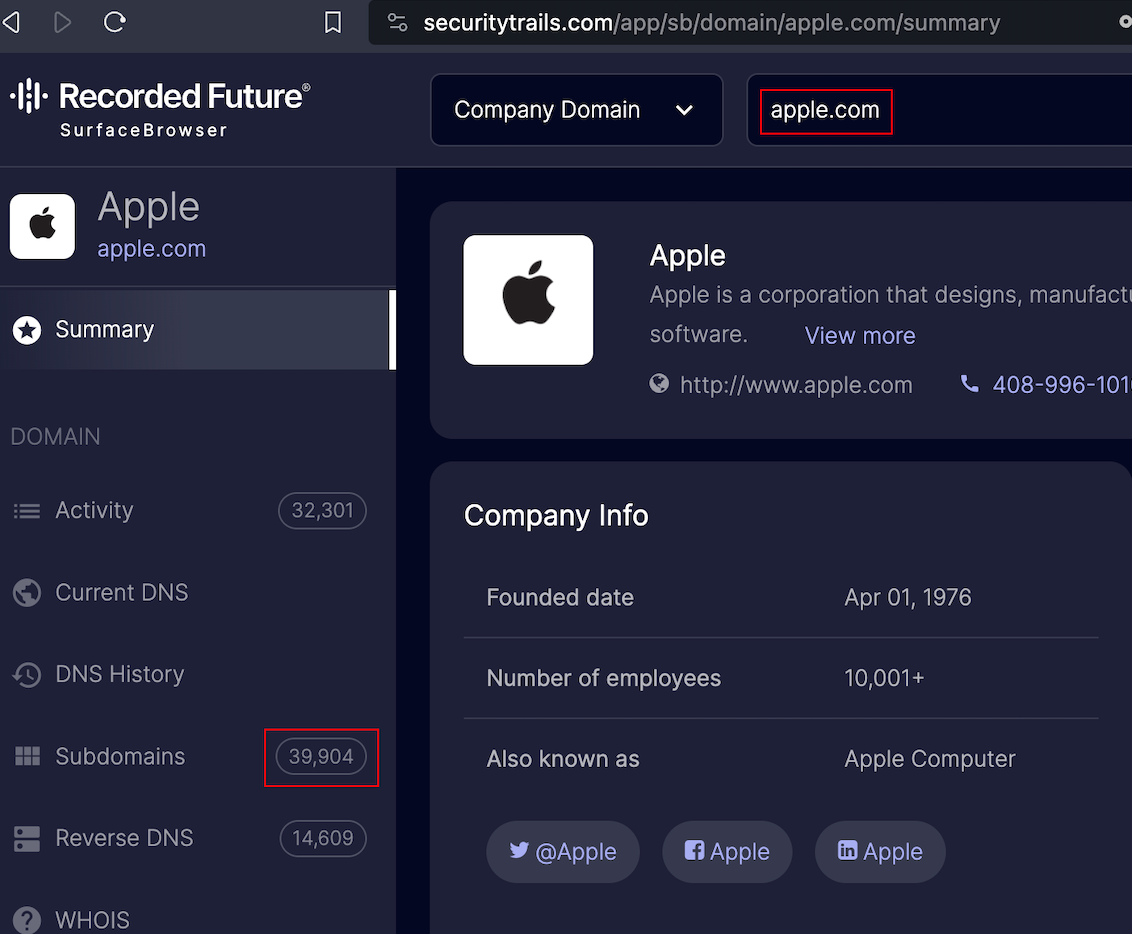 securitytrails.com/app/sb/domain/apple.com/summary
Recorded Future®
SurfaceBrowser
Company Domain
apple.com
Apple
apple.com
Summary
DOMAIN
Activity 32,301
Current DNS
DNS History
Subdomains 39,904
Reverse DNS 14,609
WHOIS
Apple
Apple is a corporation that designs,
software. View more
http://www.apple.com 408-996-101
Company Info
Founded date Apr 01, 1976
Number of employees 10,001+
Also known as Apple Computer
@Apple Apple Apple